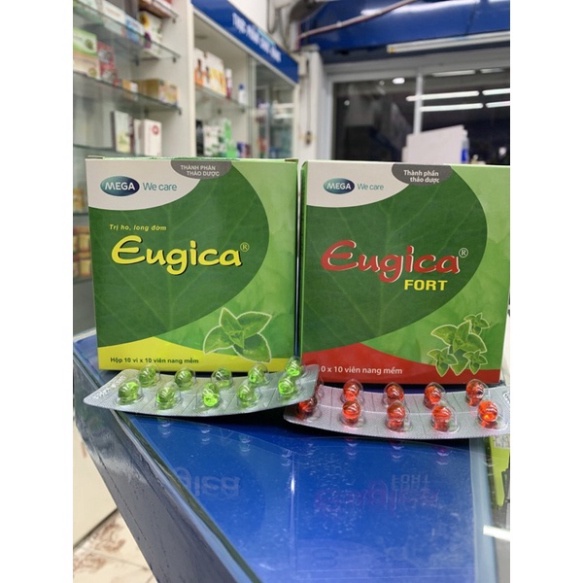 THÀNH PHẦN
THẢO DƯỢC
MEGA We care
Trị ho, long đờm
Eugica®
Hộp 10 vỉ x 10 viên nang mềm
Thành phần
thảo dược
MEGA We care
Eugica®
FORT
0 x 10 viên nang mềm